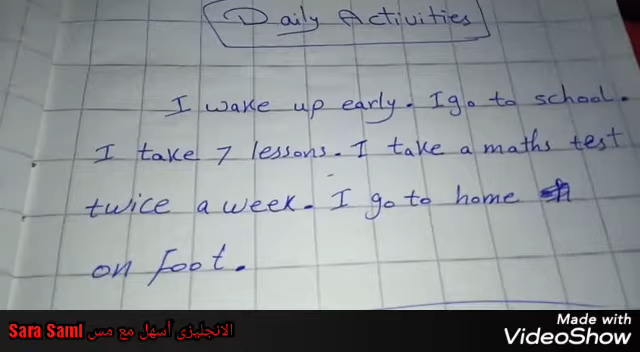 Daily Activities
I wake up early. I go to school.
I take 7 lessons. I take a maths test
twice a week. I go to home
on foot.
الانجليزى أسهل مع مس Sara Sami
Made with
VideoShow